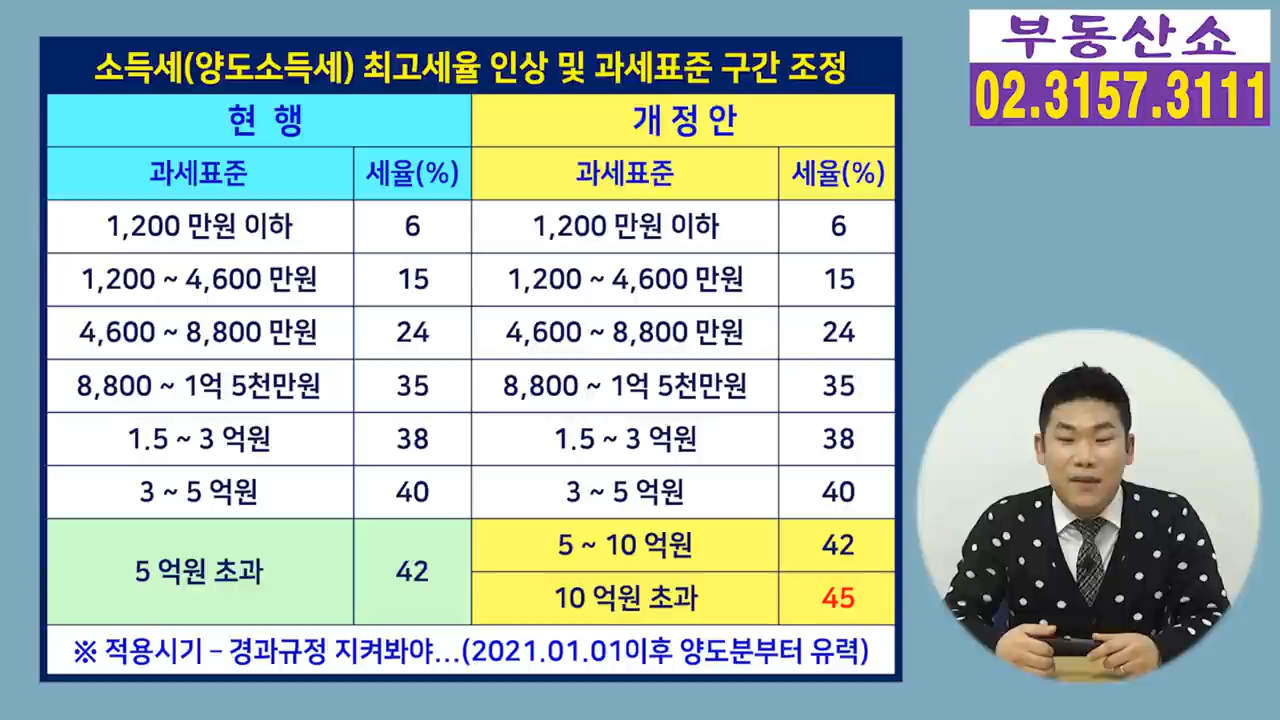 부동산쇼
02.3157.3111
소득세(양도소득세) 최고세율 인상 및 과세표준 구간 조정
현 행 개 정 안
과세표준 세율(%) 과세표준 세율(%)
1,200 만원 이하 6 1,200 만원 이하 6
1,200 ~ 4,600 만원 15 1,200 ~ 4,600 만원 15
4,600 ~ 8,800 만원 24 4,600 ~ 8,800 만원 24
8,800 ~ 1억 5천만원 35 8,800 ~ 1억 5천만원 35
1.5 ~ 3 억원 38 1.5 ~ 3 억원 38
3 ~ 5 억원 40 3 ~ 5 억원 40
5 억원 초과 42 5 ~ 10 억원 42
10 억원 초과 45
※ 적용시기 – 경과규정 지켜봐야...(2021.01.01이후 양도분부터 유력)